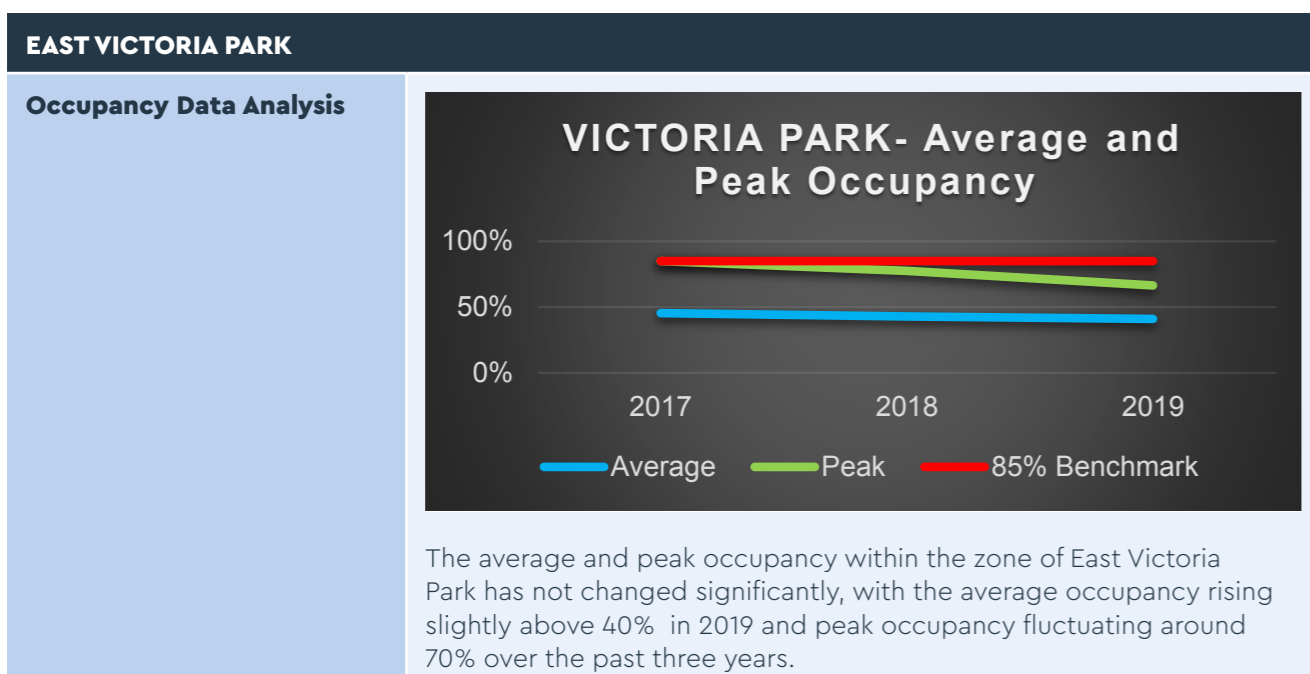 EAST VICTORIA PARK
Occupancy Data Analysis
VICTORIA PARK- Average and
Peak Occupancy
100%
50%
0%
2017 2018 2019
Average Peak 85% Benchmark
The average and peak occupancy within the zone of East Victoria
Park has not changed significantly, with the average occupancy rising
slightly above 40% in 2019 and peak occupancy fluctuating around
70% over the past three years.